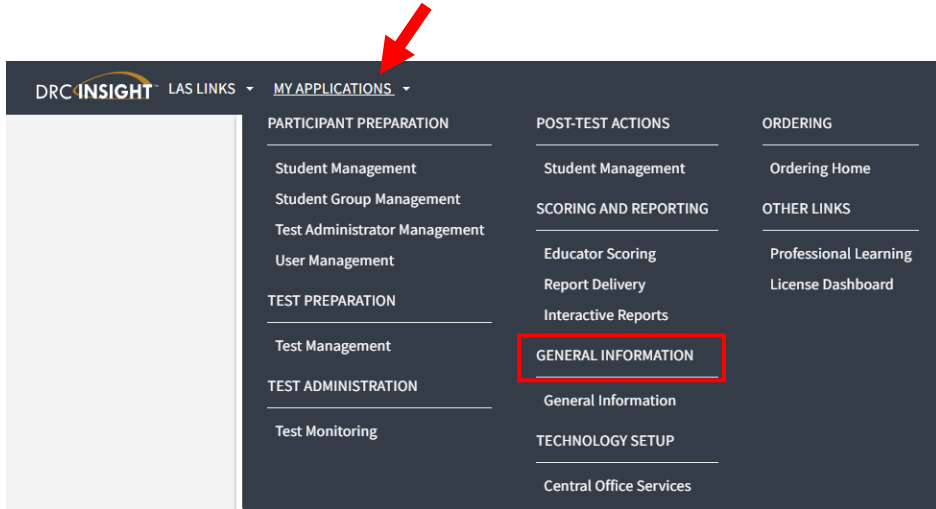 DRC INSIGHT™ LAS LINKS MY APPLICATIONS
PARTICIPANT PREPARATION
Student Management
Student Group Management
Test Administrator Management
User Management
TEST PREPARATION
Test Management
TEST ADMINISTRATION
Test Monitoring
POST-TEST ACTIONS
Student Management
SCORING AND REPORTING
Educator Scoring
Report Delivery
Interactive Reports
GENERAL INFORMATION
General Information
TECHNOLOGY SETUP
Central Office Services
ORDERING
Ordering Home
OTHER LINKS
Professional Learning
License Dashboard